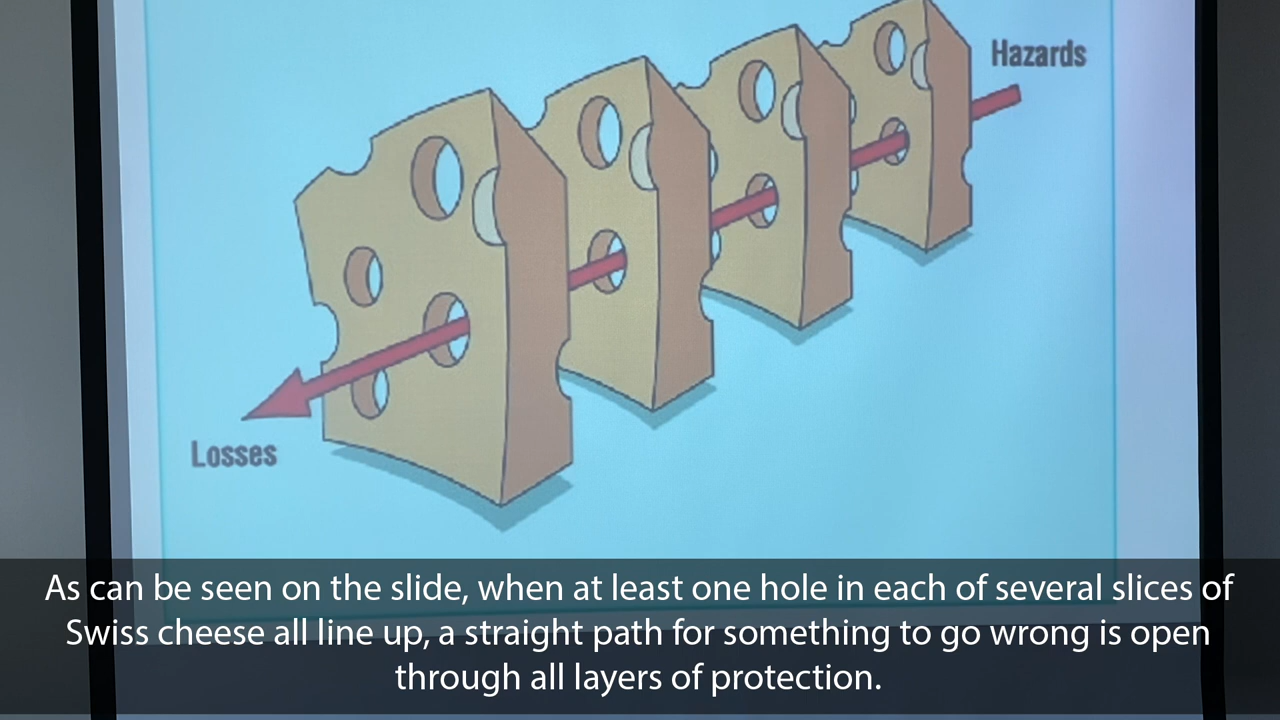 Hazards
Losses
As can be seen on the slide, when at least one hole in each of several slices of
Swiss cheese all line up, a straight path for something to go wrong is open
through all layers of protection.